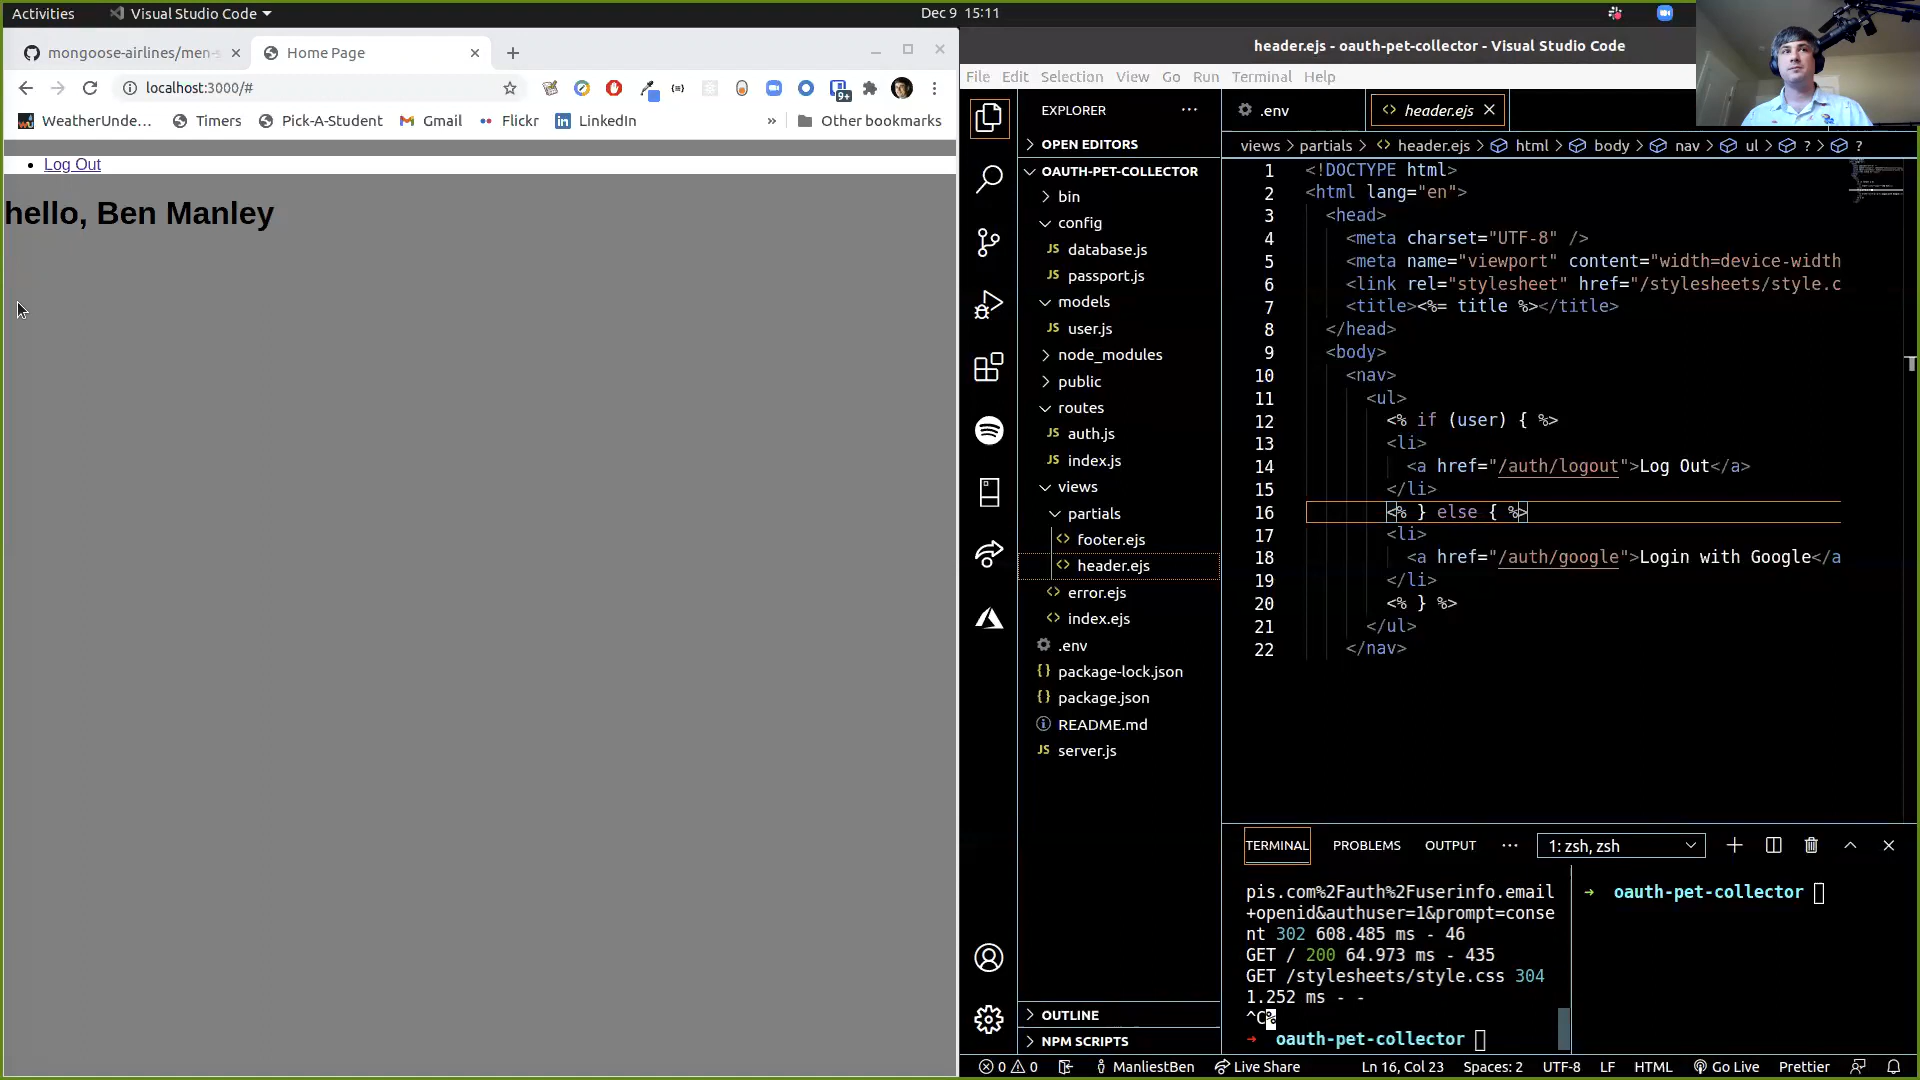 Activities
Visual Studio Code
Dec 9 15:11
mongoose-airlines/men-s
Home Page
localhost:3000/#
9+
WeatherUnde...
Timers
Pick-A-Student
Gmail
Flickr
LinkedIn
»
Other bookmarks
Log Out
hello, Ben Manley
header.ejs - oauth-pet-collector - Visual Studio Code
File Edit Selection View Go Run Terminal Help
EXPLORER
OPEN EDITORS
OAUTH-PET-COLLECTOR
bin
config
JS database.js
JS passport.js
models
JS user.js
node_modules
public
routes
JS auth.js
JS index.js
views
partials
<> footer.ejs
<> header.ejs
<> error.ejs
<> index.ejs
.env
{} package-lock.json
{} package.json
README.md
JS server.js
OUTLINE
NPM SCRIPTS
.env
<> header.ejs
views > partials > <> header.ejs > html > body > nav > ul > ? > ?
1 <!DOCTYPE html>
2 <html lang="en">
3 <head>
4 <meta charset="UTF-8" />
5 <meta name="viewport" content="width=device-width
6 <link rel="stylesheet" href="/stylesheets/style.c
7 <title><%= title %></title>
8 </head>
9 <body>
10 <nav>
11 <ul>
12 <% if (user) { %>
13 <li>
14 <a href="/auth/logout">Log Out</a>
15 </li>
16 <% } else { %>
17 <li>
18 <a href="/auth/google">Login with Google</a
19 </li>
20 <% } %>
21 </ul>
22 </nav>
TERMINAL PROBLEMS OUTPUT ··· 1: zsh, zsh
pis.com%2Fauth%2Fuserinfo.email
+openid&authuser=1&prompt=conse
nt 302 608.485 ms - 46
GET / 200 64.973 ms - 435
GET /stylesheets/style.css 304
1.252 ms - -
^C%
→ oauth-pet-collector
→ oauth-pet-collector
0 0 ManliestBen Live Share Ln 16, Col 23 Spaces: 2 UTF-8 LF HTML Go Live Prettier